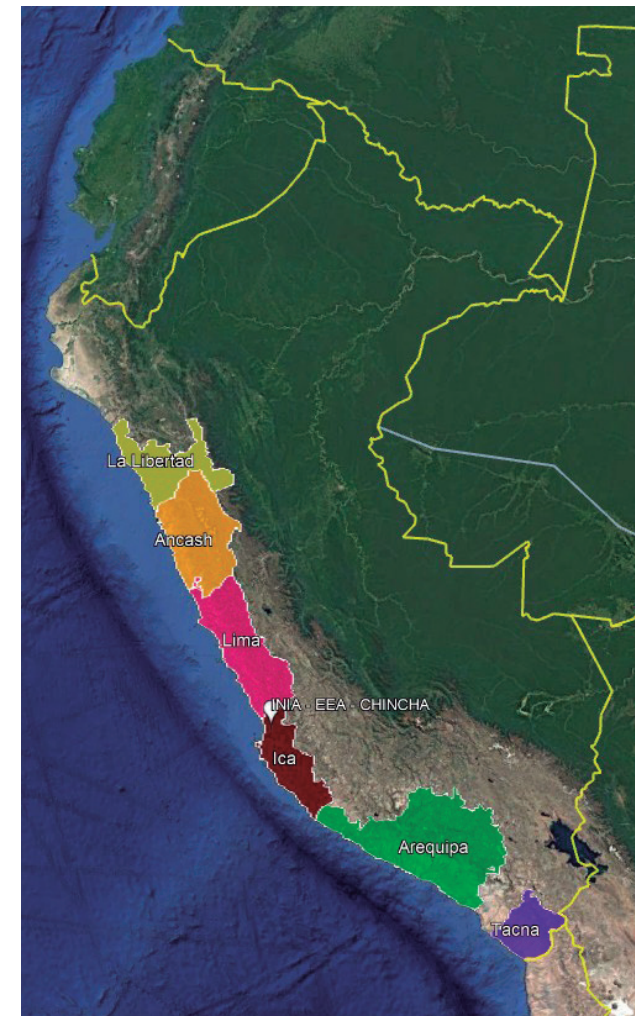 La Libertad
Ancash
Lima
INIA - EEA - CHINCHA
Ica
Arequipa
Tacna